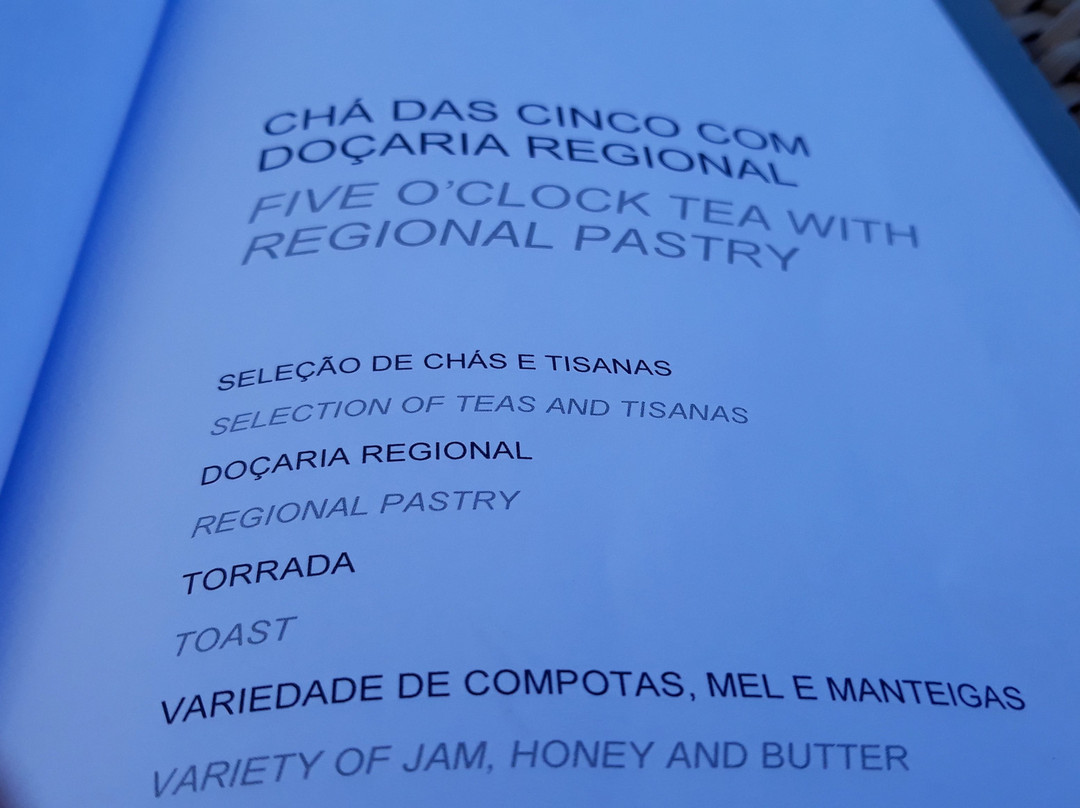 CHÁ DAS CINCO COM
DOÇARIA REGIONAL
FIVE O'CLOCK TEA WITH
REGIONAL PASTRY
SELEÇÃO DE CHÁS E TISANAS
SELECTION OF TEAS AND TISANAS
DOÇARIA REGIONAL
REGIONAL PASTRY
TORRADA
TOAST
VARIEDADE DE COMPOTAS, MEL E MANTEIGAS
VARIETY OF JAM, HONEY AND BUTTER